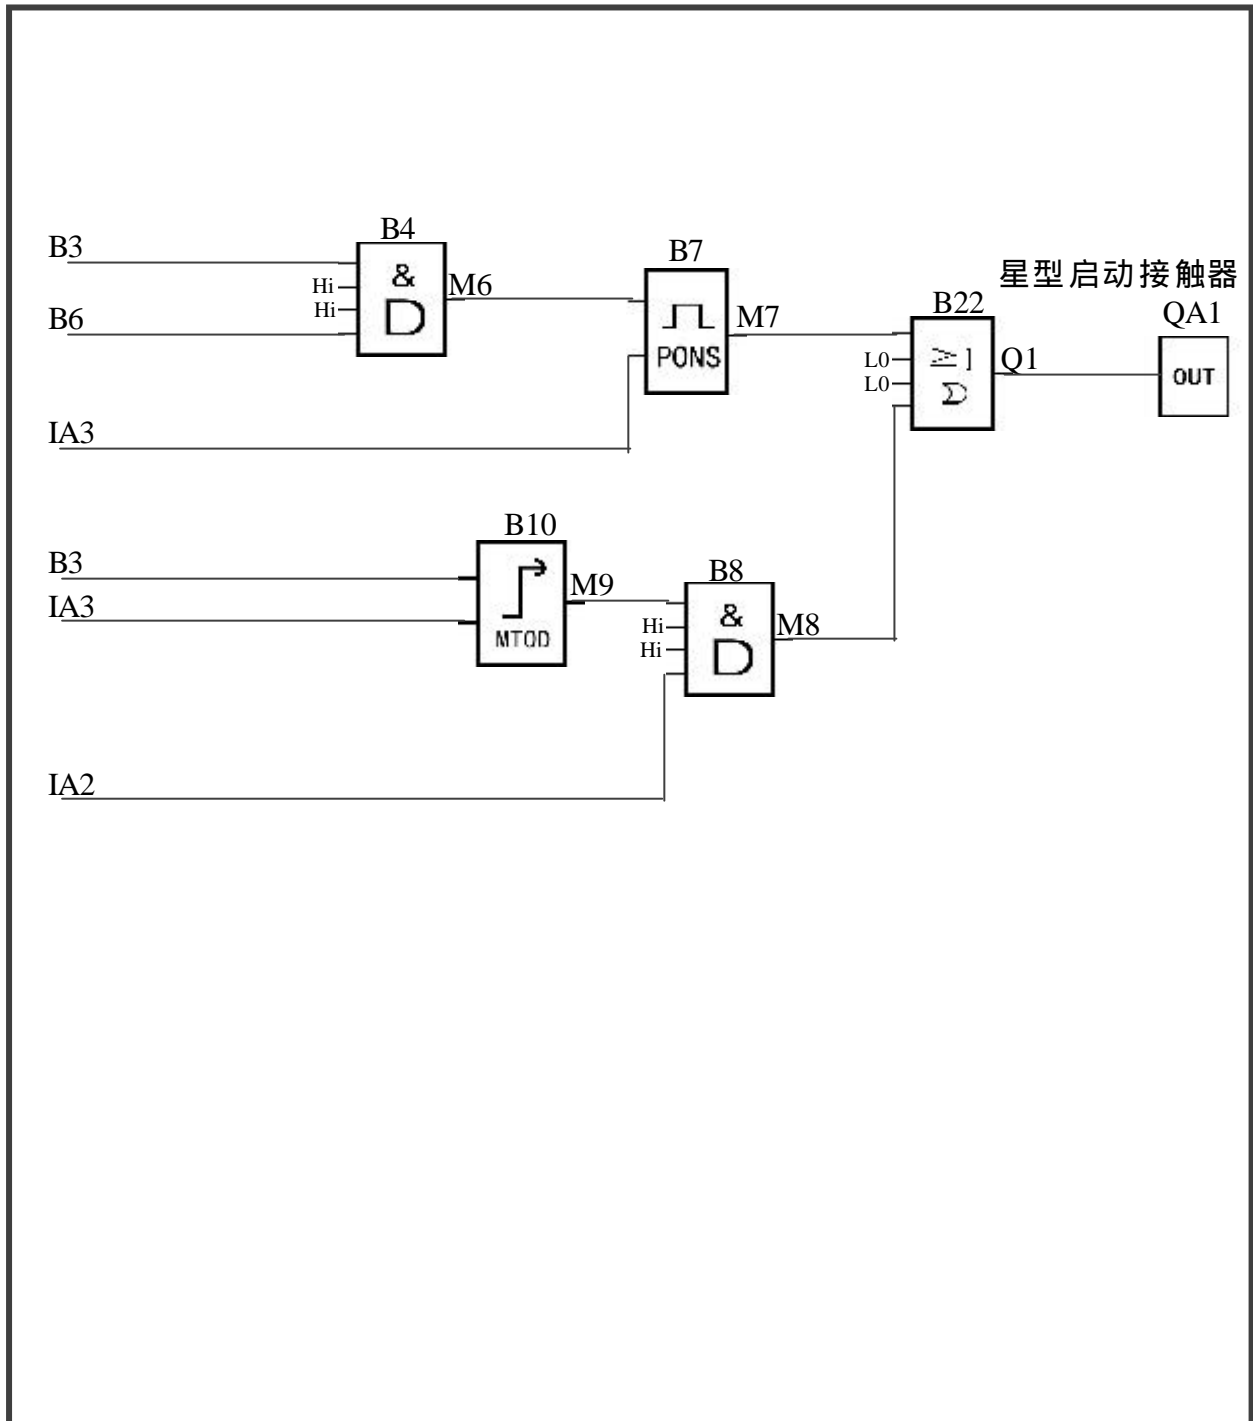 B4
B3
&
Hi
M6
Hi
B6
B7
M7
PONS
星型启动接触器
B22
QA1
≥1
L0
Q1
L0
OUT
IA3
B10
B3
M9
IA3
MTOD
B8
&
Hi
M8
Hi
IA2